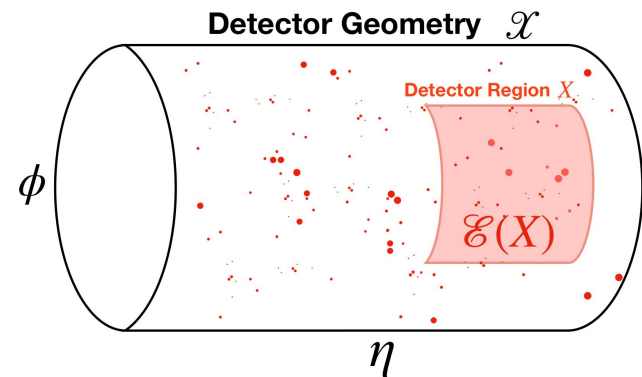 Detector Geometry 𝒳
Detector Region X
ϕ
ℰ(X)
η